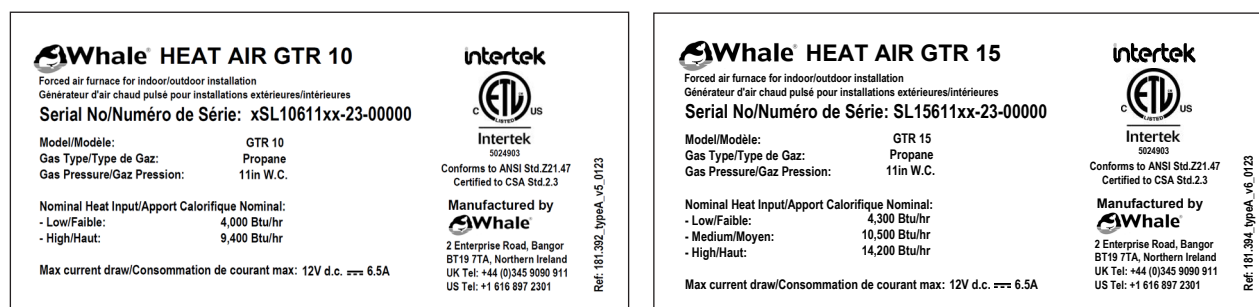 Whale® HEAT AIR GTR 10
Forced air furnace for indoor/outdoor installation
Générateur d'air chaud pulsé pour installations extérieures/intérieures
Serial No/Numéro de Série: xSL10611xx-23-00000
Model/Modèle: GTR 10
Gas Type/Type de Gaz: Propane
Gas Pressure/Gaz Pression: 11in W.C.
Nominal Heat Input/Apport Calorifique Nominal:
- Low/Faible: 4,000 Btu/hr
- High/Haut: 9,400 Btu/hr
Max current draw/Consommation de courant max: 12V d.c. 6.5A
intertek
C ETL US
LISTED
Intertek
5024903
Conforms to ANSI Std.Z21.47
Certified to CSA Std.2.3
Manufactured by
Whale®
2 Enterprise Road, Bangor
BT19 7TA, Northern Ireland
UK Tel: +44 (0)345 9090 911
US Tel: +1 616 897 2301
Ref: 181.392_typeA_v5_0123
Whale® HEAT AIR GTR 15
Forced air furnace for indoor/outdoor installation
Générateur d'air chaud pulsé pour installations extérieures/intérieures
Serial No/Numéro de Série: SL15611xx-23-00000
Model/Modèle: GTR 15
Gas Type/Type de Gaz: Propane
Gas Pressure/Gaz Pression: 11in W.C.
Nominal Heat Input/Apport Calorifique Nominal:
- Low/Faible: 4,300 Btu/hr
- Medium/Moyen: 10,500 Btu/hr
- High/Haut: 14,200 Btu/hr
Max current draw/Consommation de courant max: 12V d.c. 6.5A
intertek
C ETL US
LISTED
Intertek
5024903
Conforms to ANSI Std.Z21.47
Certified to CSA Std.2.3
Manufactured by
Whale®
2 Enterprise Road, Bangor
BT19 7TA, Northern Ireland
UK Tel: +44 (0)345 9090 911
US Tel: +1 616 897 2301
Ref: 181.394_typeA_v6_0123